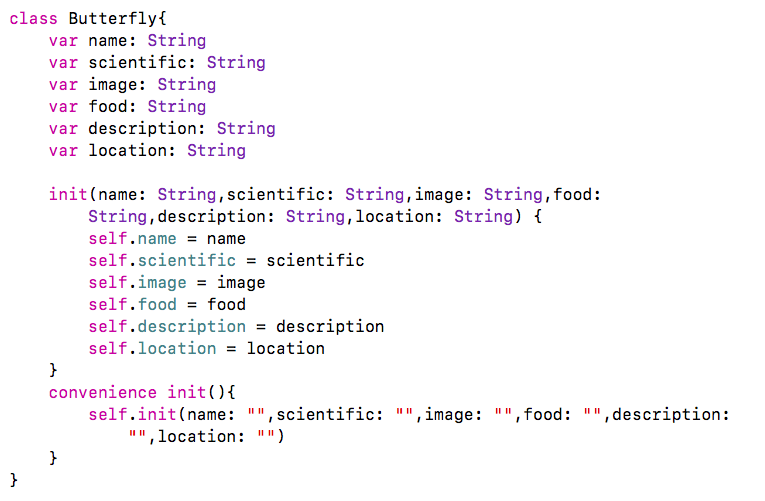 class Butterfly{
    var name: String
    var scientific: String
    var image: String
    var food: String
    var description: String
    var location: String

    init(name: String,scientific: String,image: String,food:
        String,description: String,location: String) {
        self.name = name
        self.scientific = scientific
        self.image = image
        self.food = food
        self.description = description
        self.location = location
    }
    convenience init(){
        self.init(name: "",scientific: "",image: "",food: "",description:
            "",location: "")
    }
}